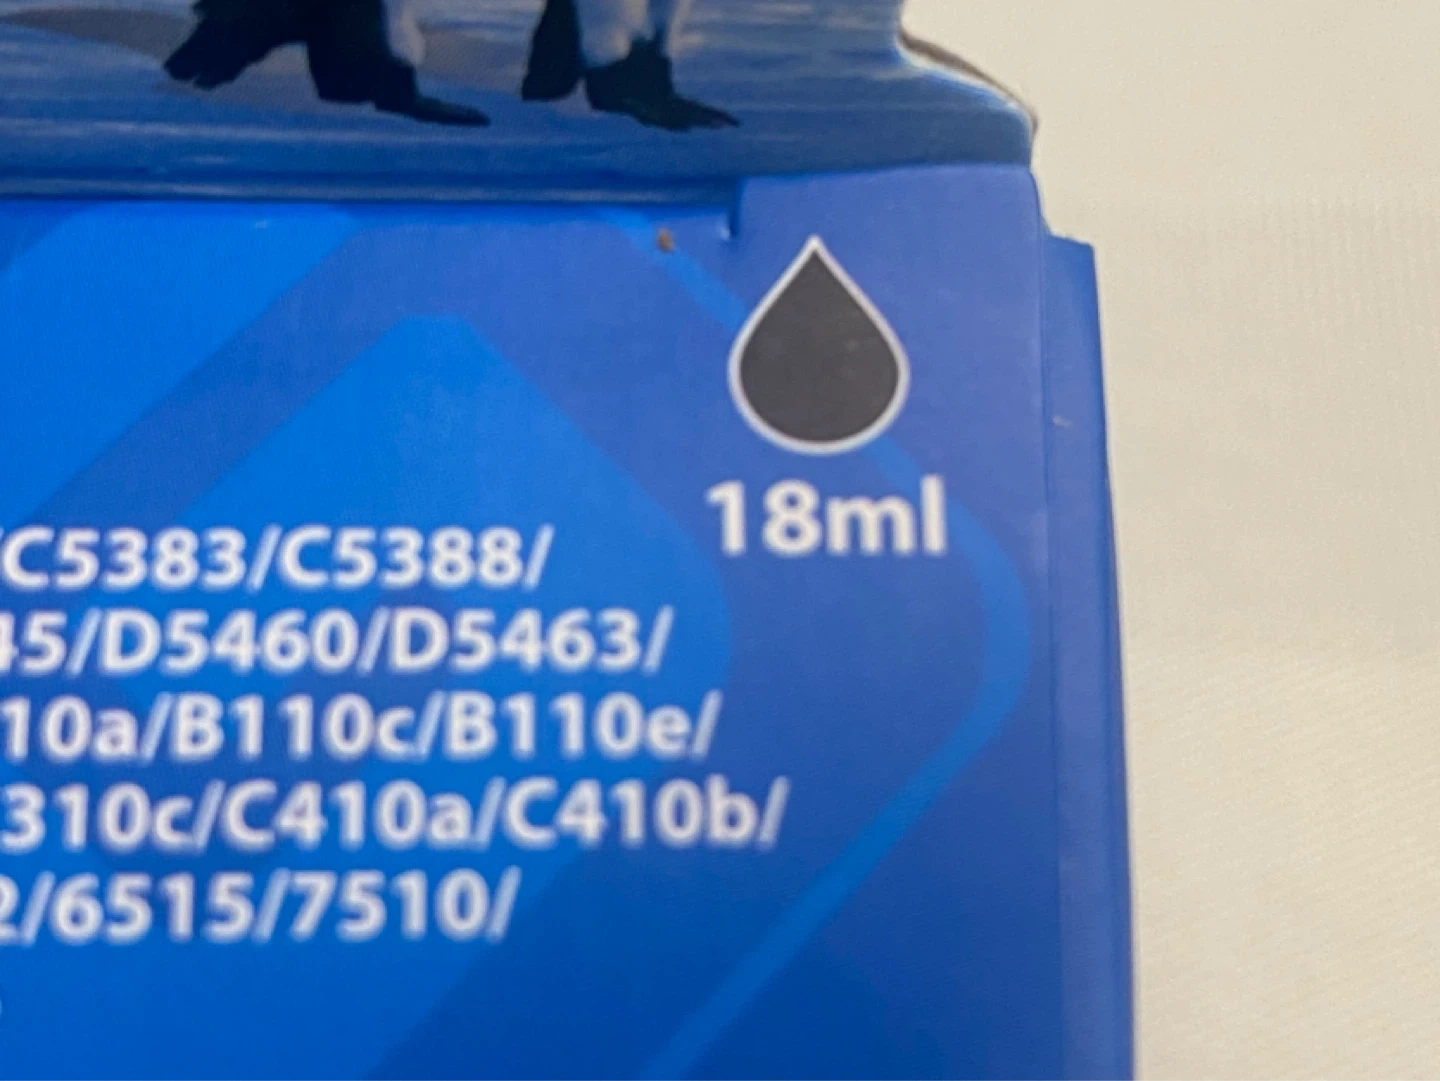 18ml
/C5383/C5388/
45/D5460/D5463/
10a/B110c/B110e/
310c/C410a/C410b/
2/6515/7510/